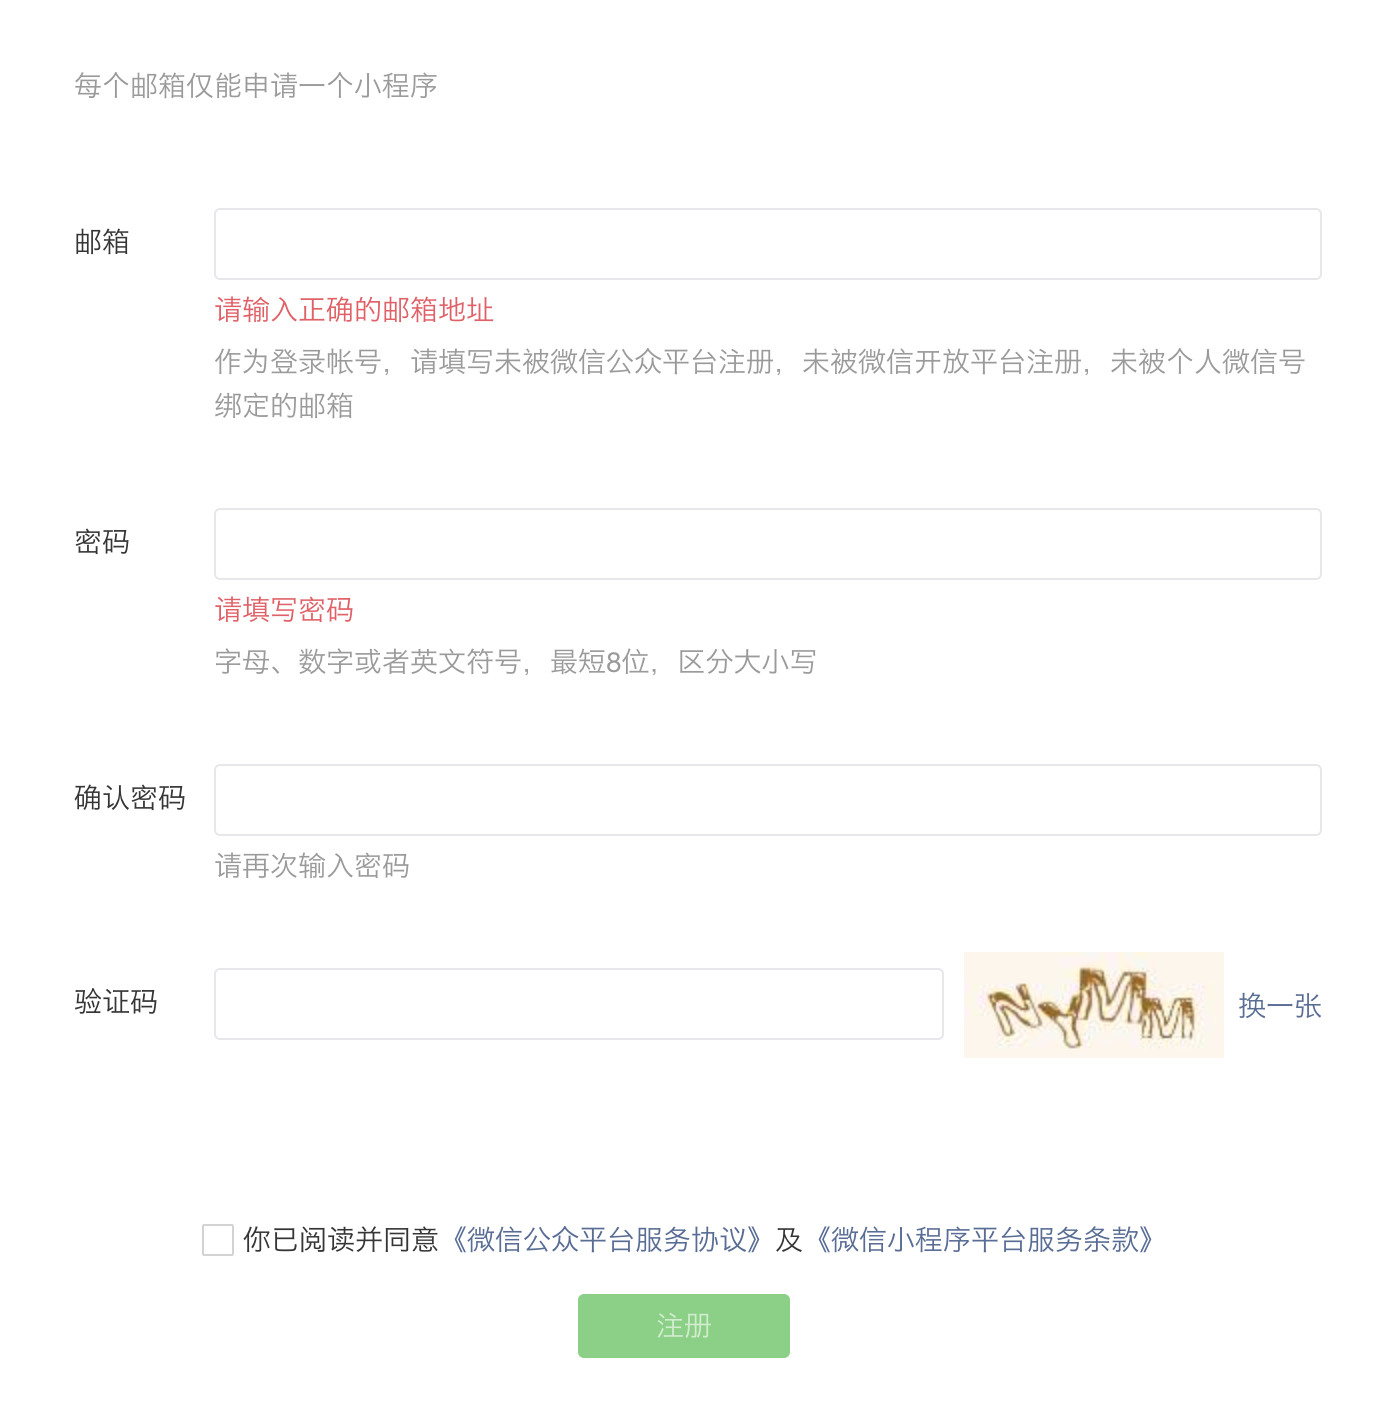 每个邮箱仅能申请一个小程序
邮箱
请输入正确的邮箱地址
作为登录帐号，请填写未被微信公众平台注册，未被微信开放平台注册，未被个人微信号
绑定的邮箱
密码
请填写密码
字母、数字或者英文符号，最短8位，区分大小写
确认密码
请再次输入密码
验证码
NYMM
换一张
你已阅读并同意《微信公众平台服务协议》及《微信小程序平台服务条款》
注册